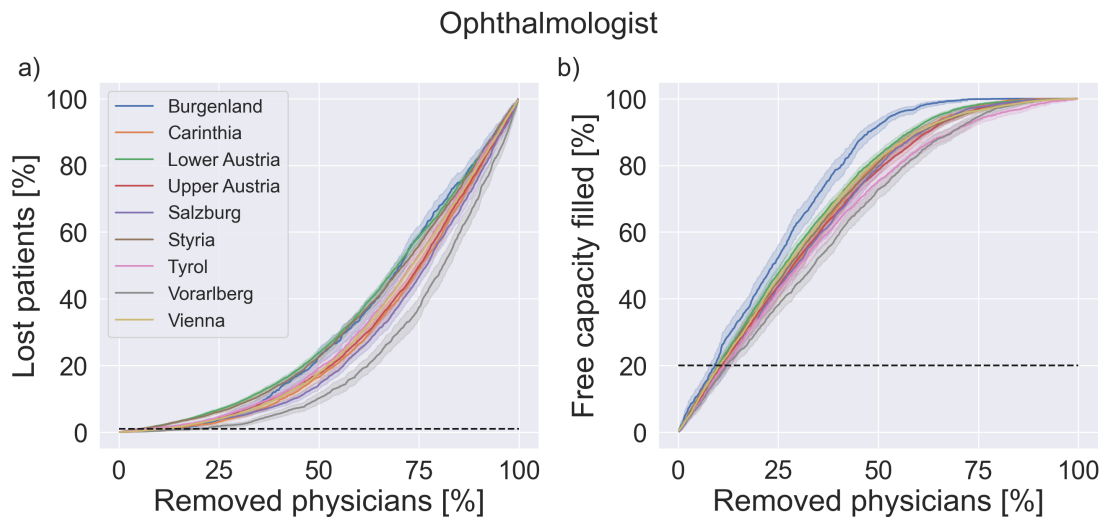 Ophthalmologist
a)
Lost patients [%]
100
80
60
40
20
0
Burgenland
Carinthia
Lower Austria
Upper Austria
Salzburg
Styria
Tyrol
Vorarlberg
Vienna
0 25 50 75 100
Removed physicians [%]
b)
Free capacity filled [%]
100
80
60
40
20
0
0 25 50 75 100
Removed physicians [%]